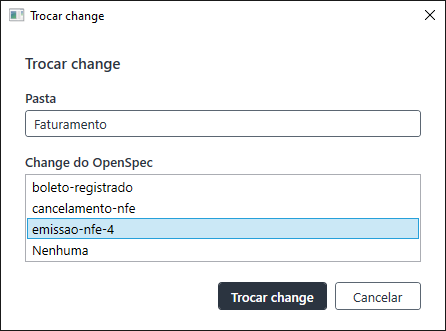 Trocar change
Trocar change
Pasta
Faturamento
Change do OpenSpec
boleto-registrado
cancelamento-nfe
emissao-nfe-4
Nenhuma
Trocar change
Cancelar